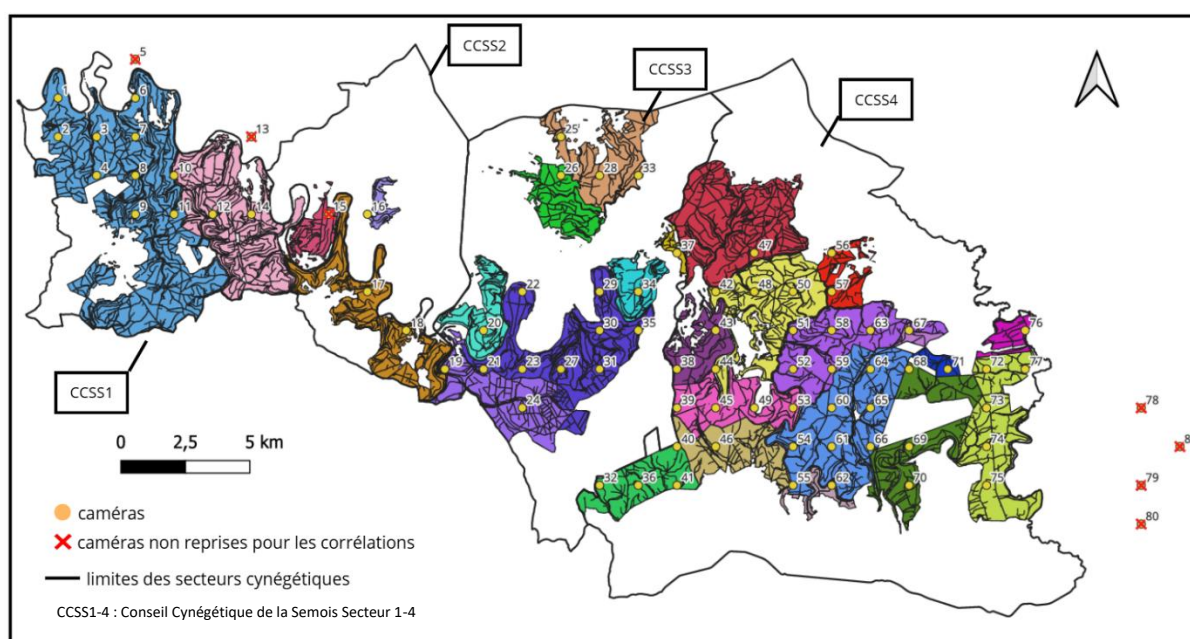 CCSS2
CCSS3
CCSS4
CCSS1
5
1 6
13
2 3 7 25
4 8 10 26 28 33
9 11 12 14 15 16
37 47 56
17 22 29 34 42 48 50 57
18 20 30 35 43 51 58 63 67 76
19 21 23 27 31 38 44 52 59 64 68 71 72 77
24 39 45 49 53 60 65 73 78
40 46 54 61 66 69 74 8
32 36 41 55 62 70 75 79
80
0 2,5 5 km
caméras
caméras non reprises pour les corrélations
limites des secteurs cynégétiques
CCSS1-4 : Conseil Cynégétique de la Semois Secteur 1-4